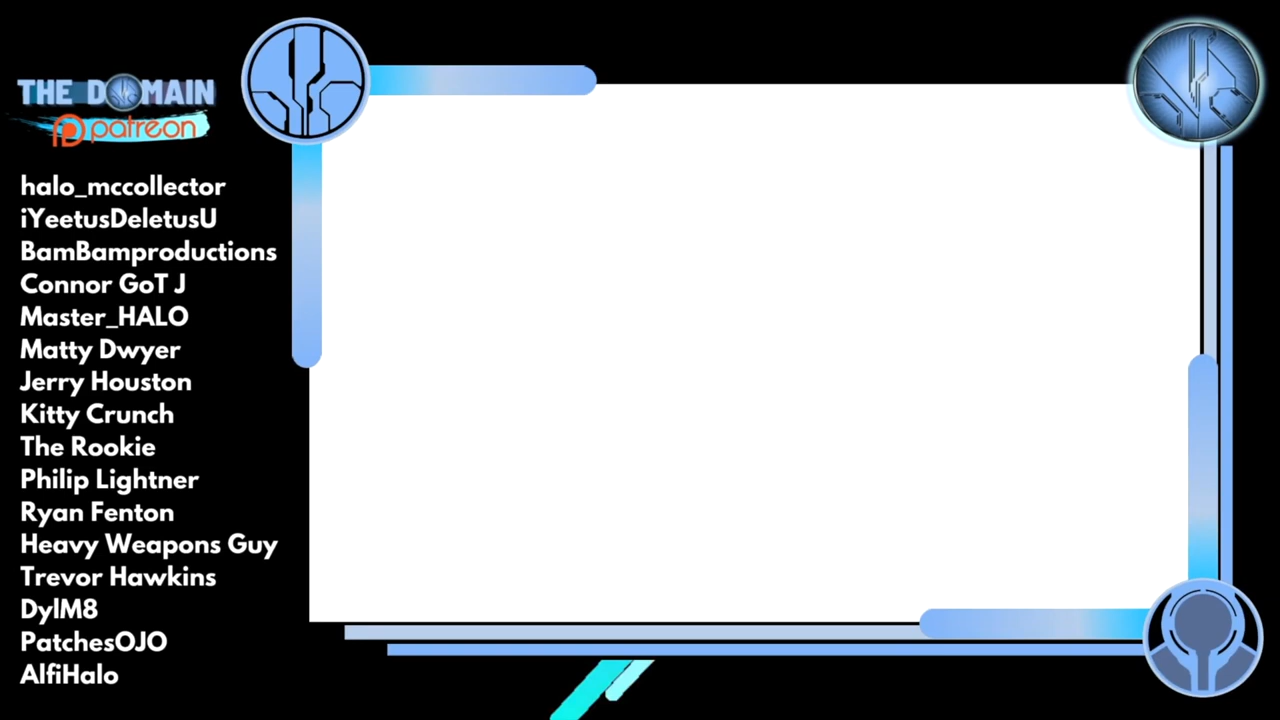 THE DOMAIN
patreon
halo_mccollector
iYeetusDeletusU
BamBamproductions
Connor GoT J
Master_HALO
Matty Dwyer
Jerry Houston
Kitty Crunch
The Rookie
Philip Lightner
Ryan Fenton
Heavy Weapons Guy
Trevor Hawkins
DylM8
PatchesOJO
AlfiHalo